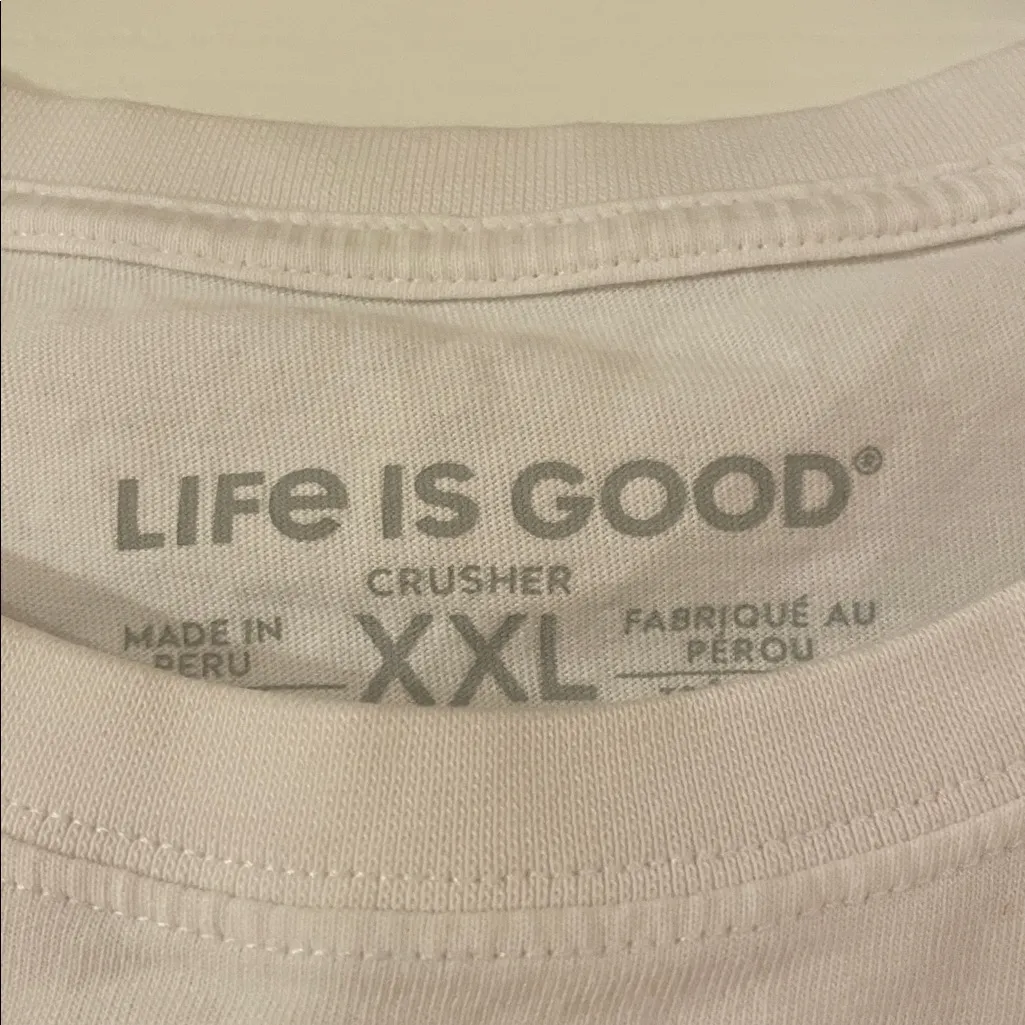 LIFe IS GOOD®
CRUSHER
MADE IN
PERU
XXL
FABRIQUÉ AU
PÉROU